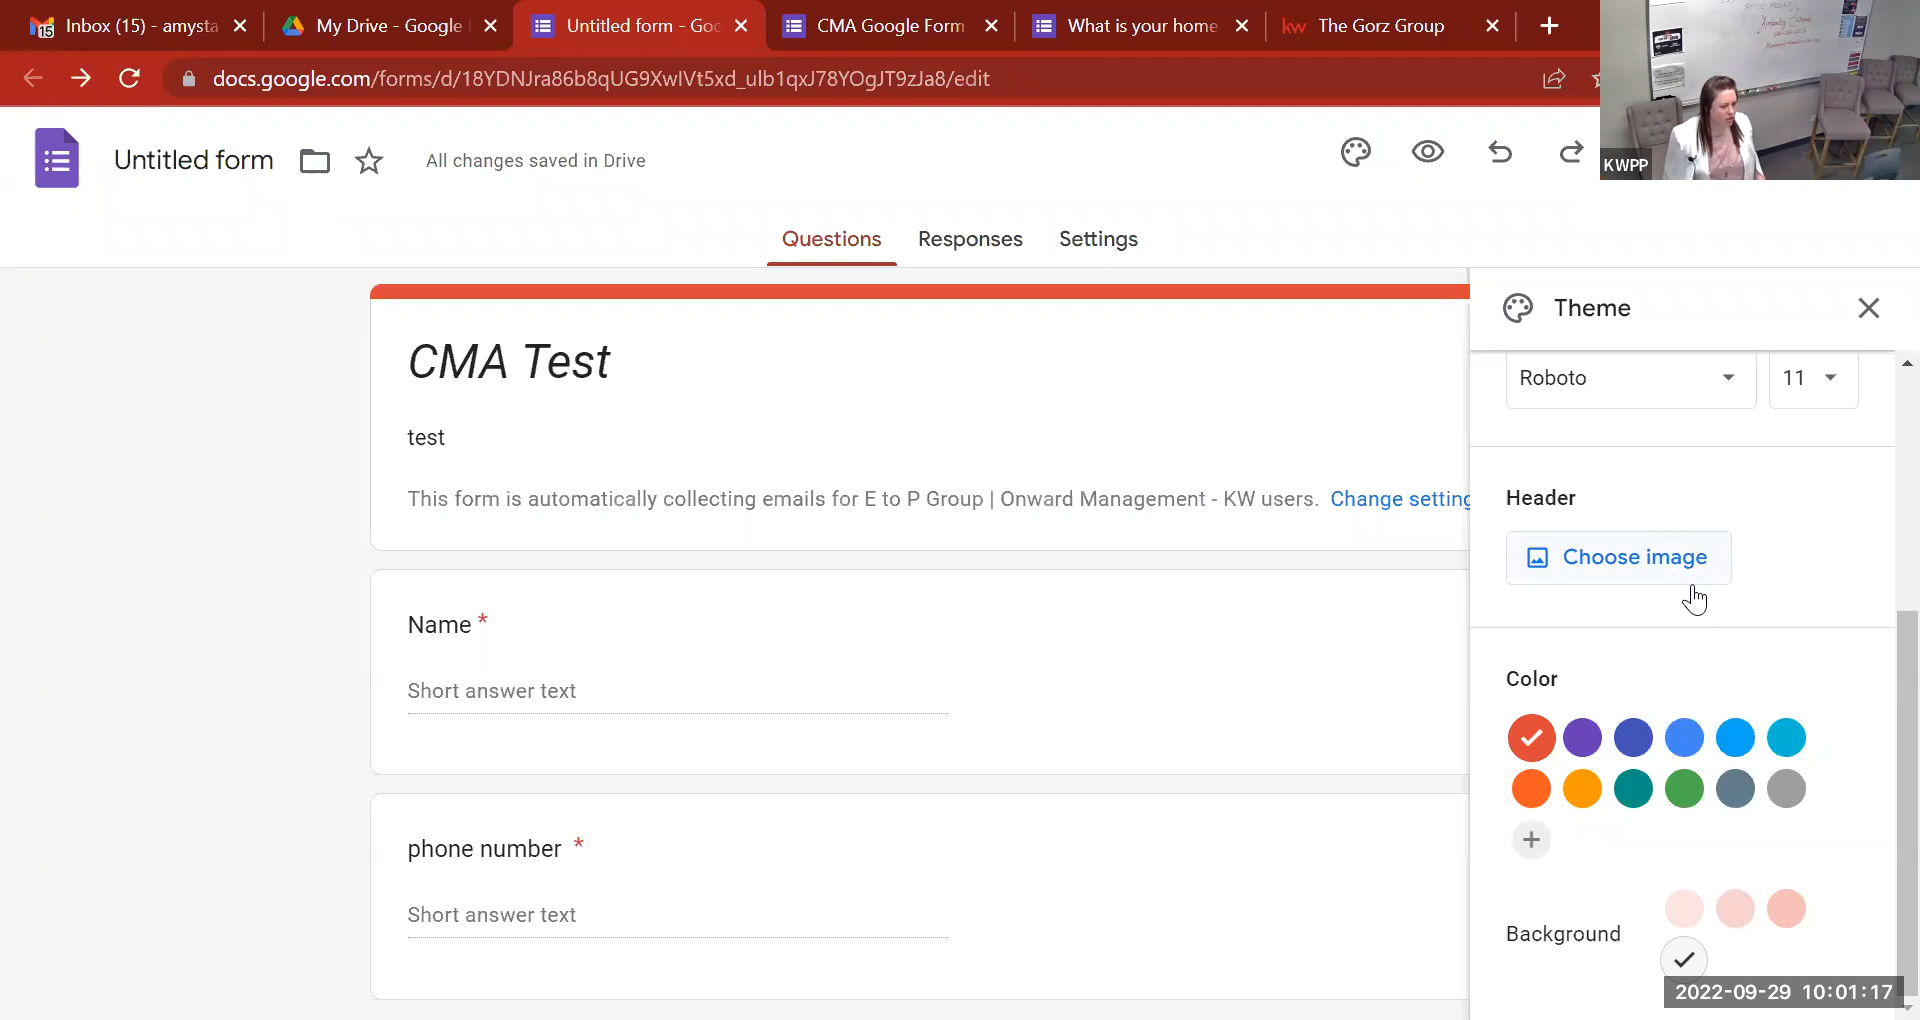 Inbox (15) - amysta
My Drive - Google
Untitled form - Goo
CMA Google Form
What is your home
kw The Gorz Group
docs.google.com/forms/d/18YDNJra86b8qUG9XwIVt5xd_ulb1qxJ78YOgJT9zJa8/edit
KWPP
Untitled form
All changes saved in Drive
Questions
Responses
Settings
CMA Test
test
This form is automatically collecting emails for E to P Group | Onward Management - KW users. Change setting
Name *
Short answer text
phone number *
Short answer text
Theme
Roboto
11
Header
Choose image
Color
Background
2022-09-29 10:01:17